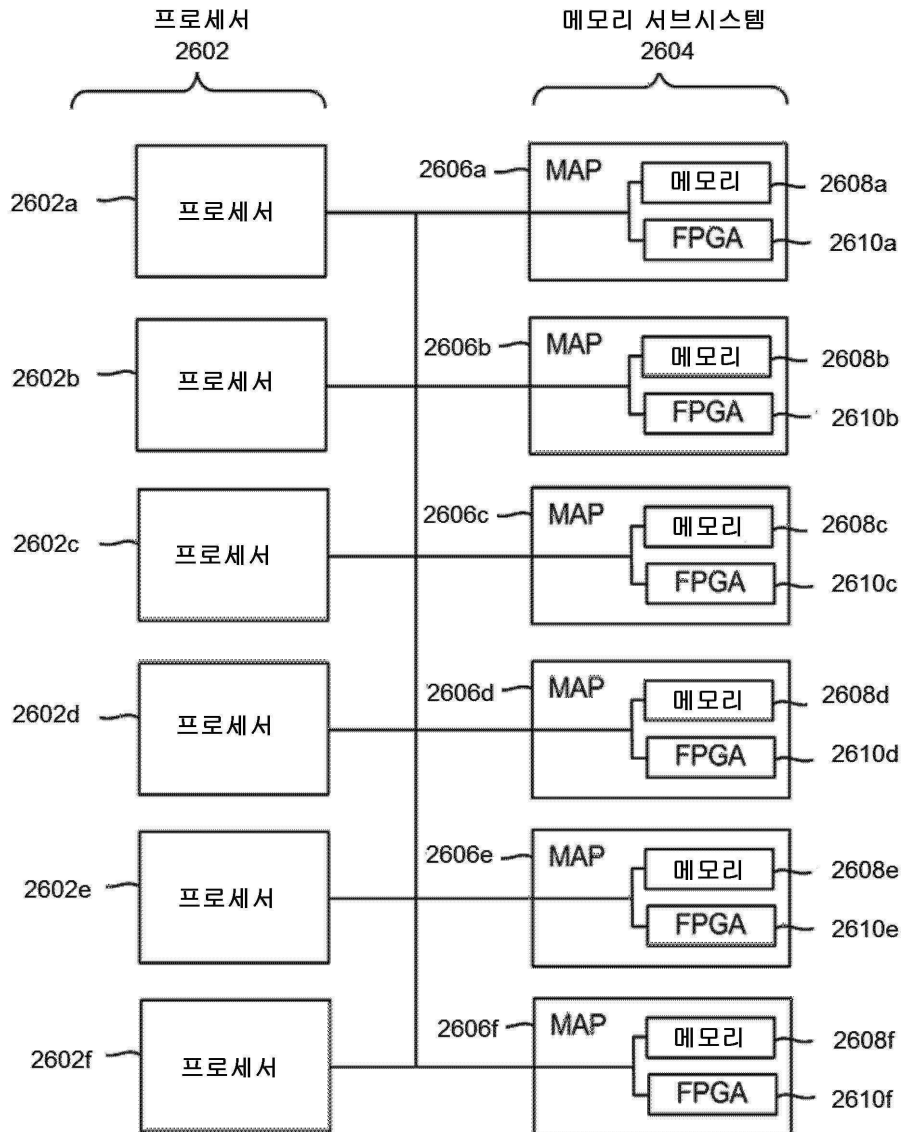 프로세서
2602
메모리 서브시스템
2604
2602a
프로세서
2606a
MAP
메모리
2608a
FPGA
2610a
2602b
프로세서
2606b
MAP
메모리
2608b
FPGA
2610b
2602c
프로세서
2606c
MAP
메모리
2608c
FPGA
2610c
2602d
프로세서
2606d
MAP
메모리
2608d
FPGA
2610d
2602e
프로세서
2606e
MAP
메모리
2608e
FPGA
2610e
2602f
프로세서
2606f
MAP
메모리
2608f
FPGA
2610f